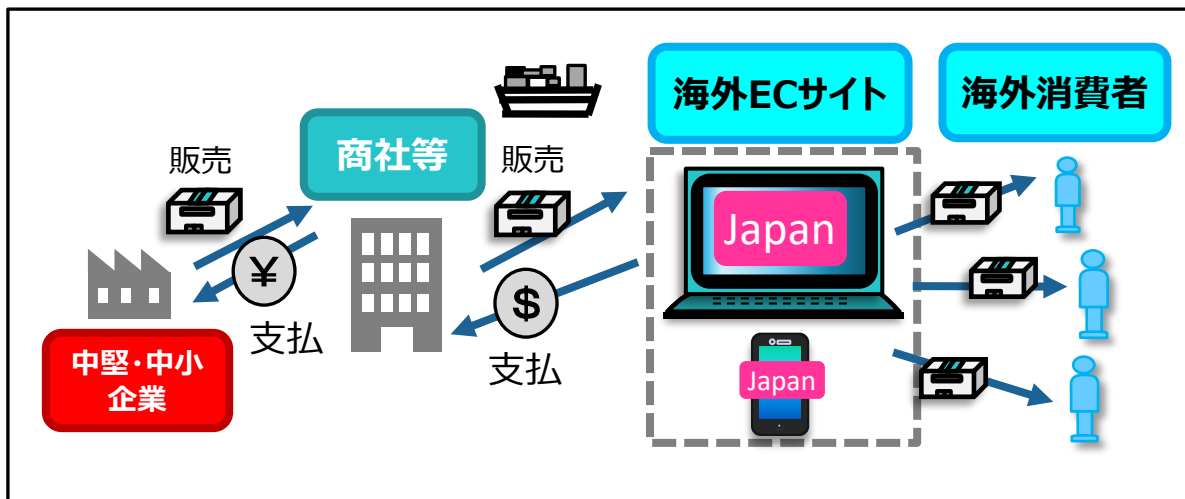 海外ECサイト
海外消費者
商社等
販売
販売
Japan
¥
$
支払
支払
中堅・中小
企業
Japan